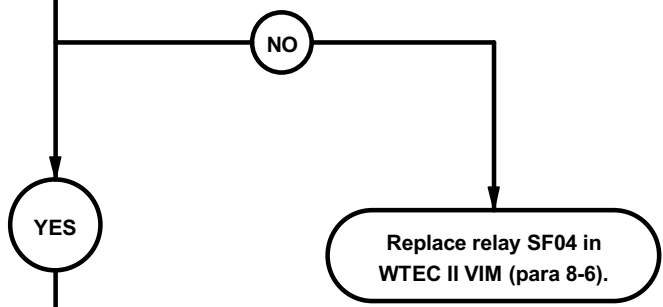 NO
YES
Replace relay SF04 in
WTEC II VIM (para 8-6).